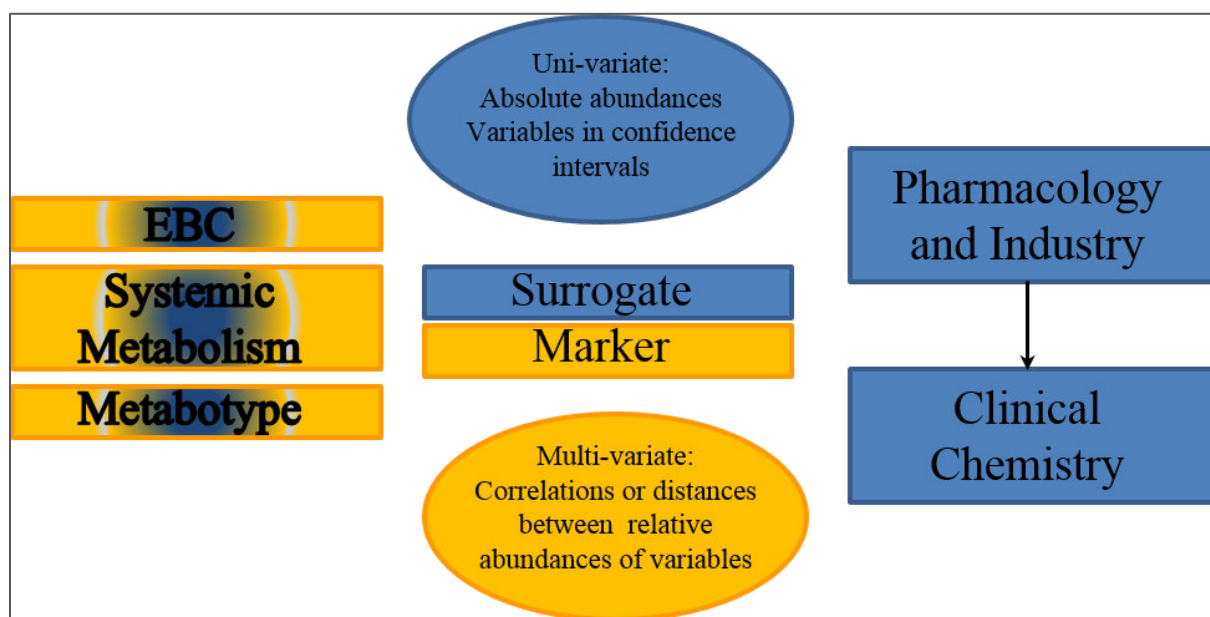 EBC
Systemic
Metabolism
Metabotype
Uni-variate:
Absolute abundances
Variables in confidence
intervals
Surrogate
Marker
Multi-variate:
Correlations or distances
between relative
abundances of variables
Pharmacology
and Industry
Clinical
Chemistry